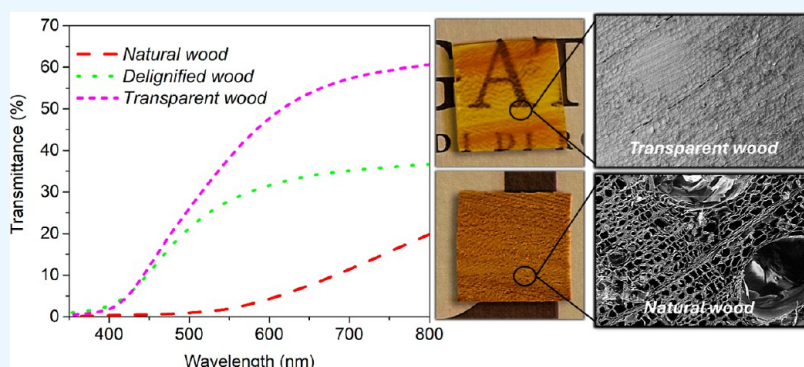 70
60
50
40
30
20
10
0
Transmittance (%)
Natural wood
Delignified wood
Transparent wood
400
500
600
700
800
Wavelength (nm)
GAT
Transparent wood
Natural wood